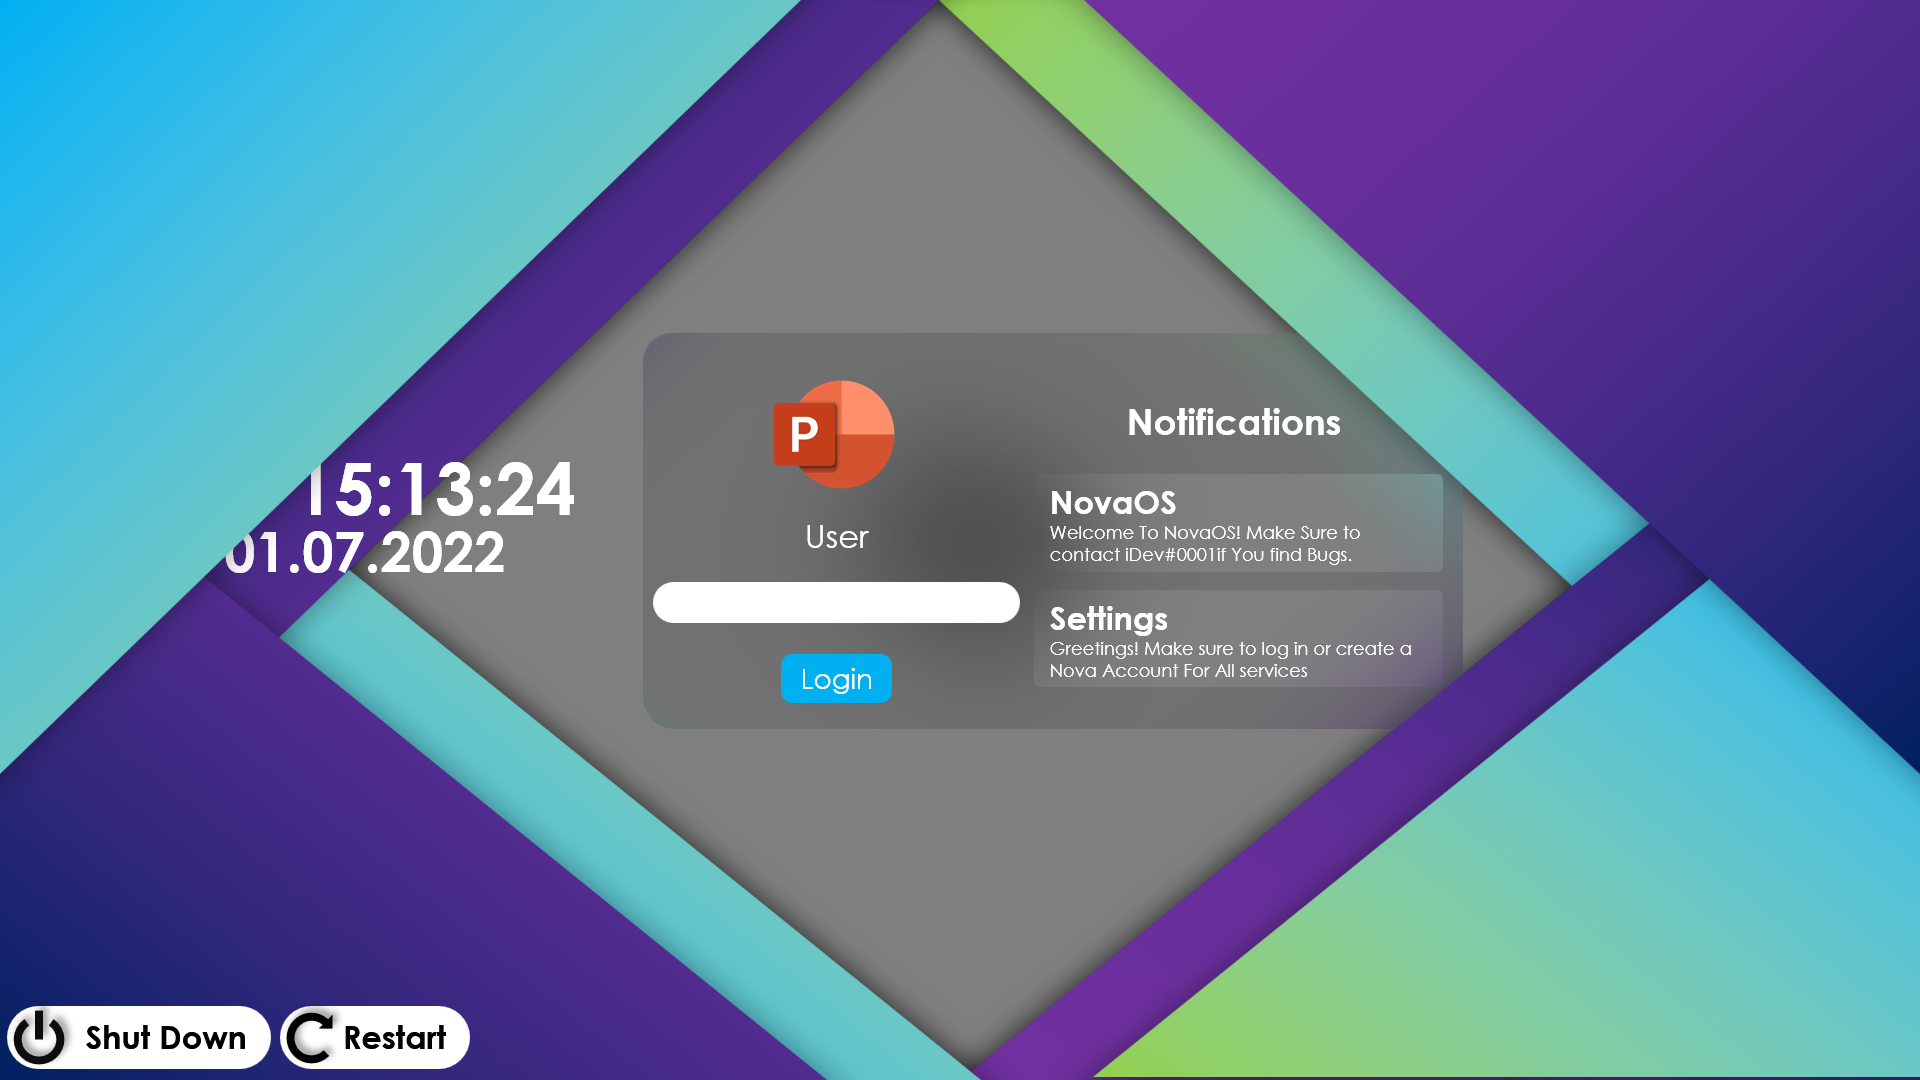 15:13:24
01.07.2022
P
User
Login
Notifications
NovaOS
Welcome To NovaOS! Make Sure to
contact iDev#0001if You find Bugs.
Settings
Greetings! Make sure to log in or create a
Nova Account For All services
Shut Down
Restart